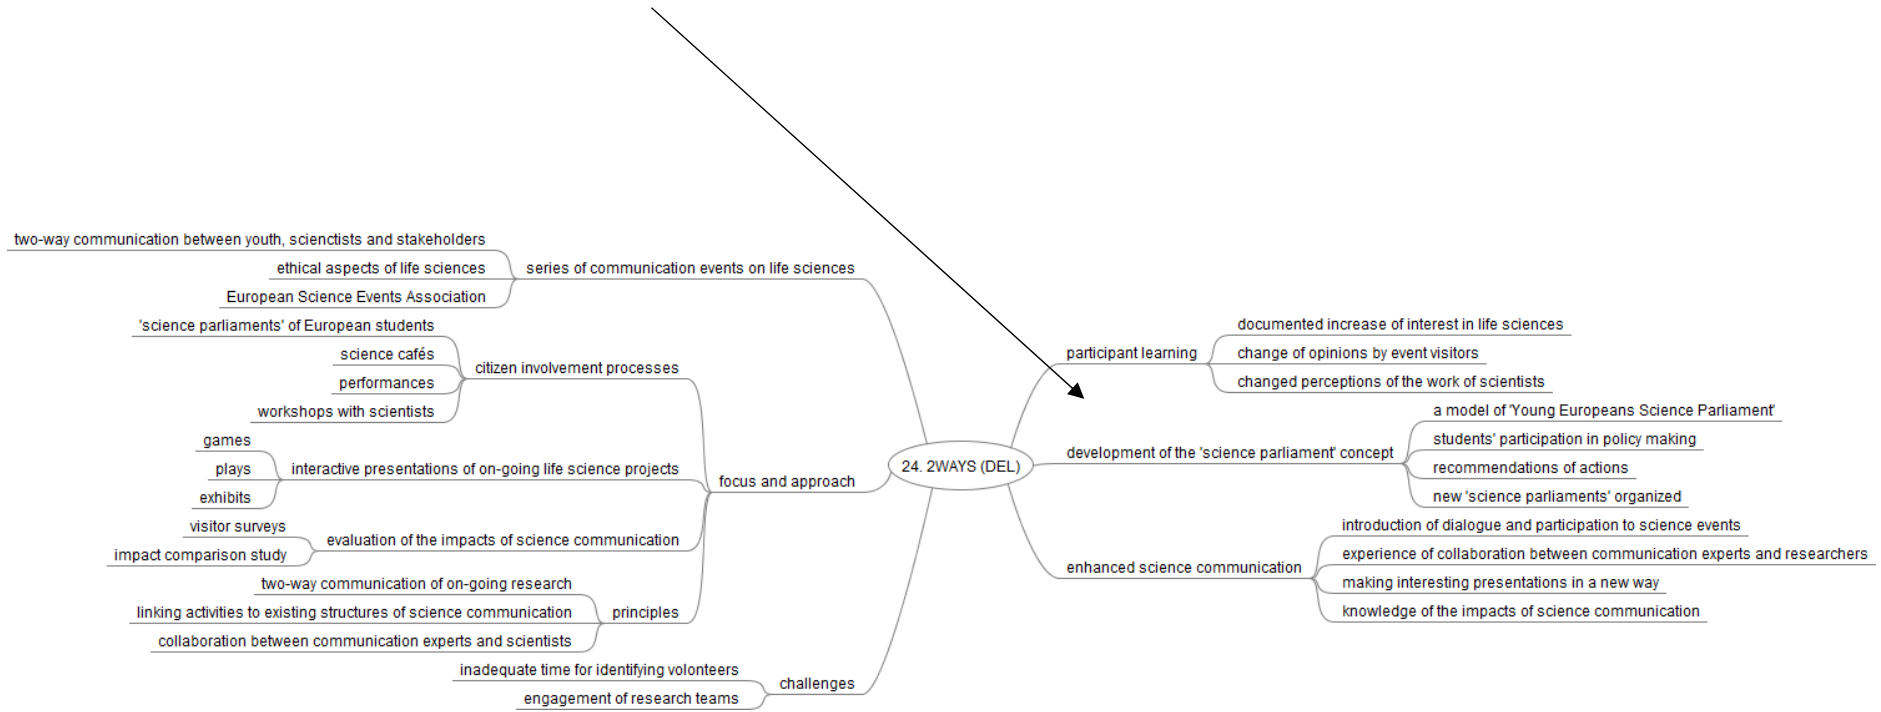 two-way communication between youth, scienctists and stakeholders
ethical aspects of life sciences
European Science Events Association
series of communication events on life sciences
'science parliaments' of European students
science cafés
performances
workshops with scientists
citizen involvement processes
games
plays
exhibits
interactive presentations of on-going life science projects
visitor surveys
impact comparison study
evaluation of the impacts of science communication
two-way communication of on-going research
linking activities to existing structures of science communication
collaboration between communication experts and scientists
principles
focus and approach
inadequate time for identifying volonteers
engagement of research teams
challenges
24. 2WAYS (DEL)
participant learning
documented increase of interest in life sciences
change of opinions by event visitors
changed perceptions of the work of scientists
development of the 'science parliament' concept
a model of 'Young Europeans Science Parliament'
students' participation in policy making
recommendations of actions
new 'science parliaments' organized
enhanced science communication
introduction of dialogue and participation to science events
experience of collaboration between communication experts and researchers
making interesting presentations in a new way
knowledge of the impacts of science communication